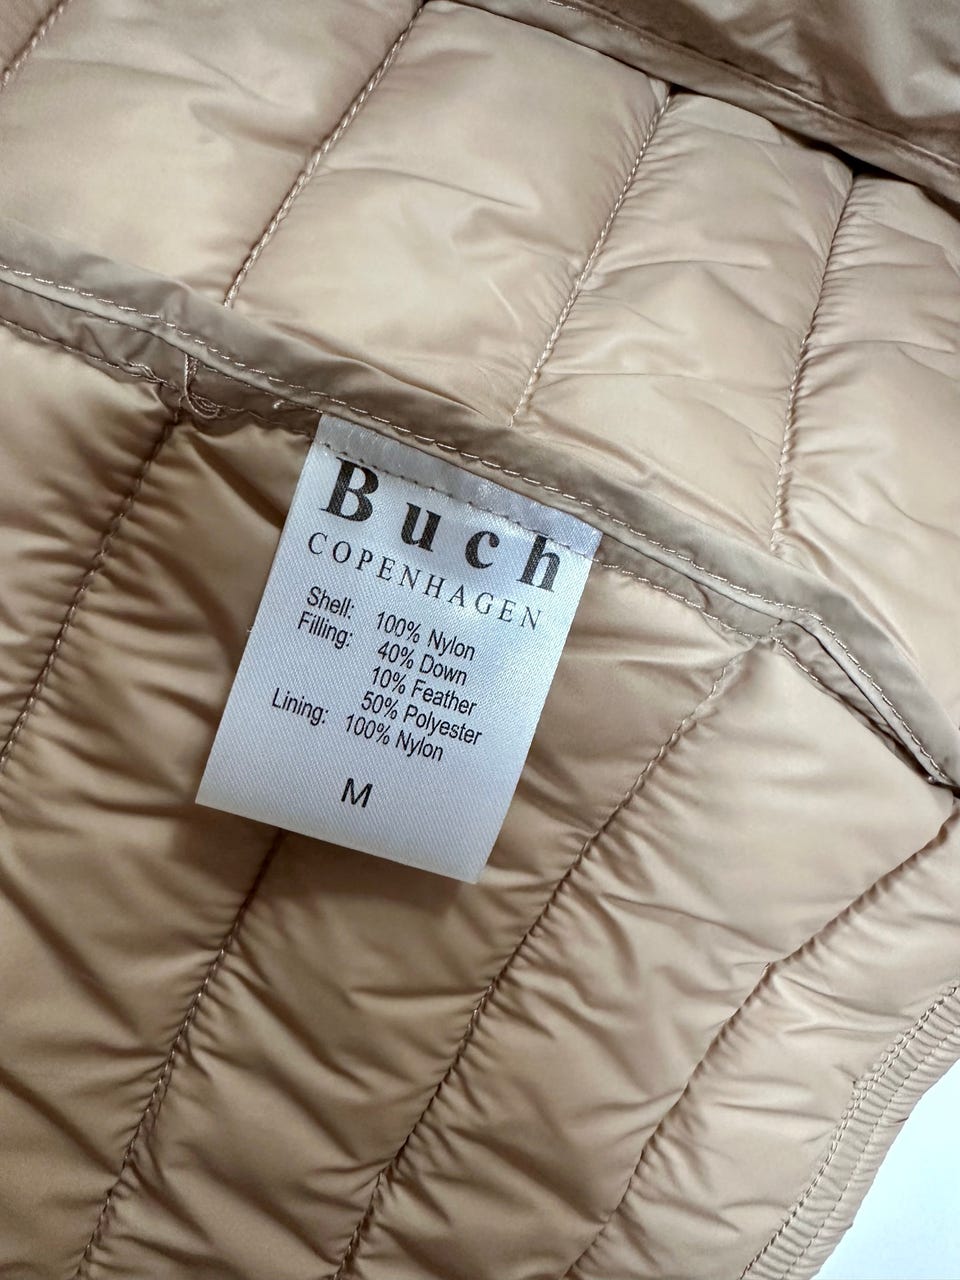 Buch
COPENHAGEN
Shell: 100% Nylon
Filling: 40% Down
10% Feather
50% Polyester
Lining: 100% Nylon
M